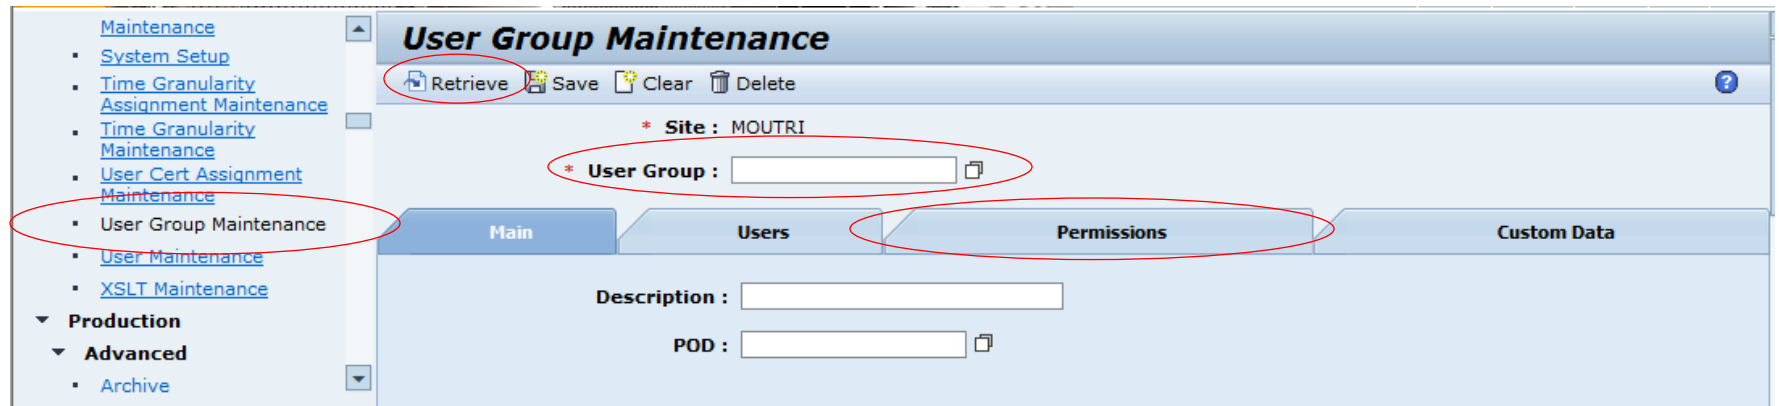 Maintenance
System Setup
Time Granularity
Assignment Maintenance
Time Granularity
Maintenance
User Cert Assignment
Maintenance
User Group Maintenance
User Maintenance
XSLT Maintenance
Production
Advanced
Archive
User Group Maintenance
Retrieve Save Clear Delete ?
* Site : MOUTRI
* User Group :
Main Users Permissions Custom Data
Description :
POD :